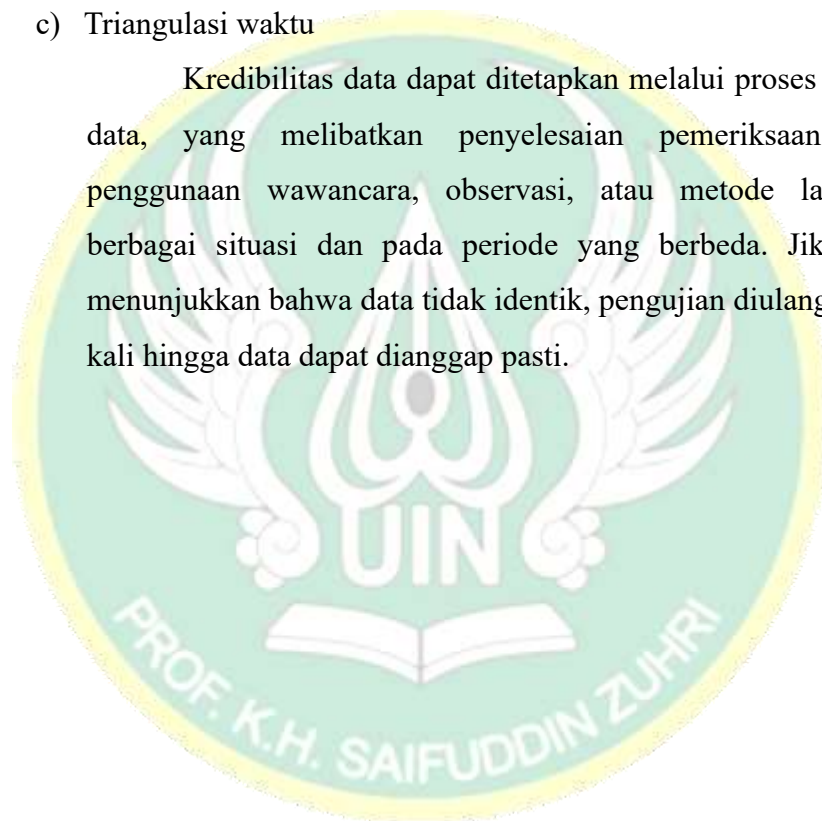 c) Triangulasi waktu
Kredibilitas data dapat ditetapkan melalui proses
data, yang melibatkan penyelesaian pemeriksaan
penggunaan wawancara, observasi, atau metode la
berbagai situasi dan pada periode yang berbeda. Jik
menunjukkan bahwa data tidak identik, pengujian diulang
kali hingga data dapat dianggap pasti.
UIN
PROF. K.H. SAIFUDDIN ZUHRI